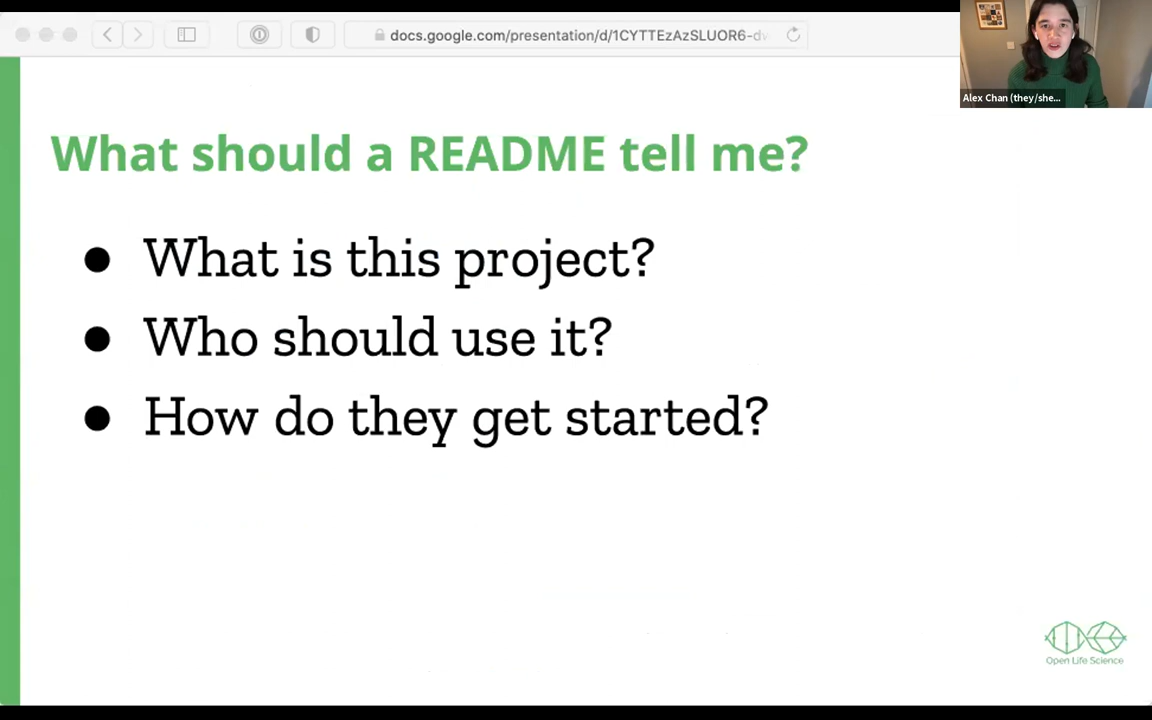 docs.google.com/presentation/d/1CYTTEzAzSLUOR6-dw
Alex Chan (they/she...
What should a README tell me?
● What is this project?
● Who should use it?
● How do they get started?
Open Life Science